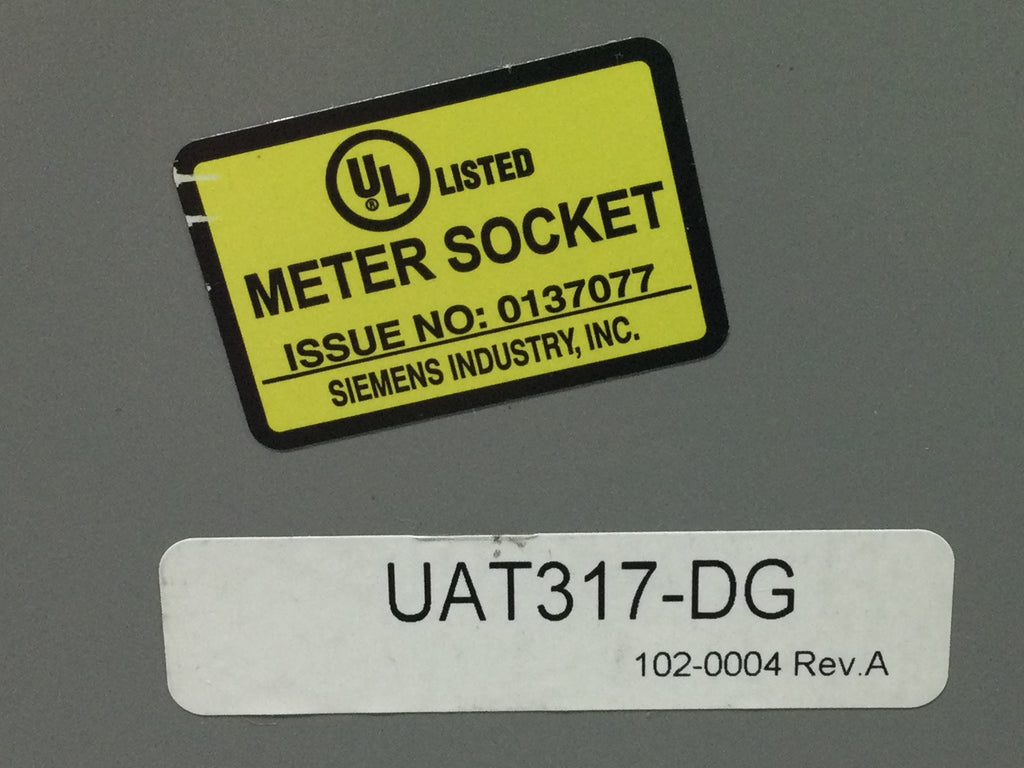 UL® LISTED
METER SOCKET
ISSUE NO: 0137077
SIEMENS INDUSTRY, INC.
UAT317-DG
102-0004 Rev.A